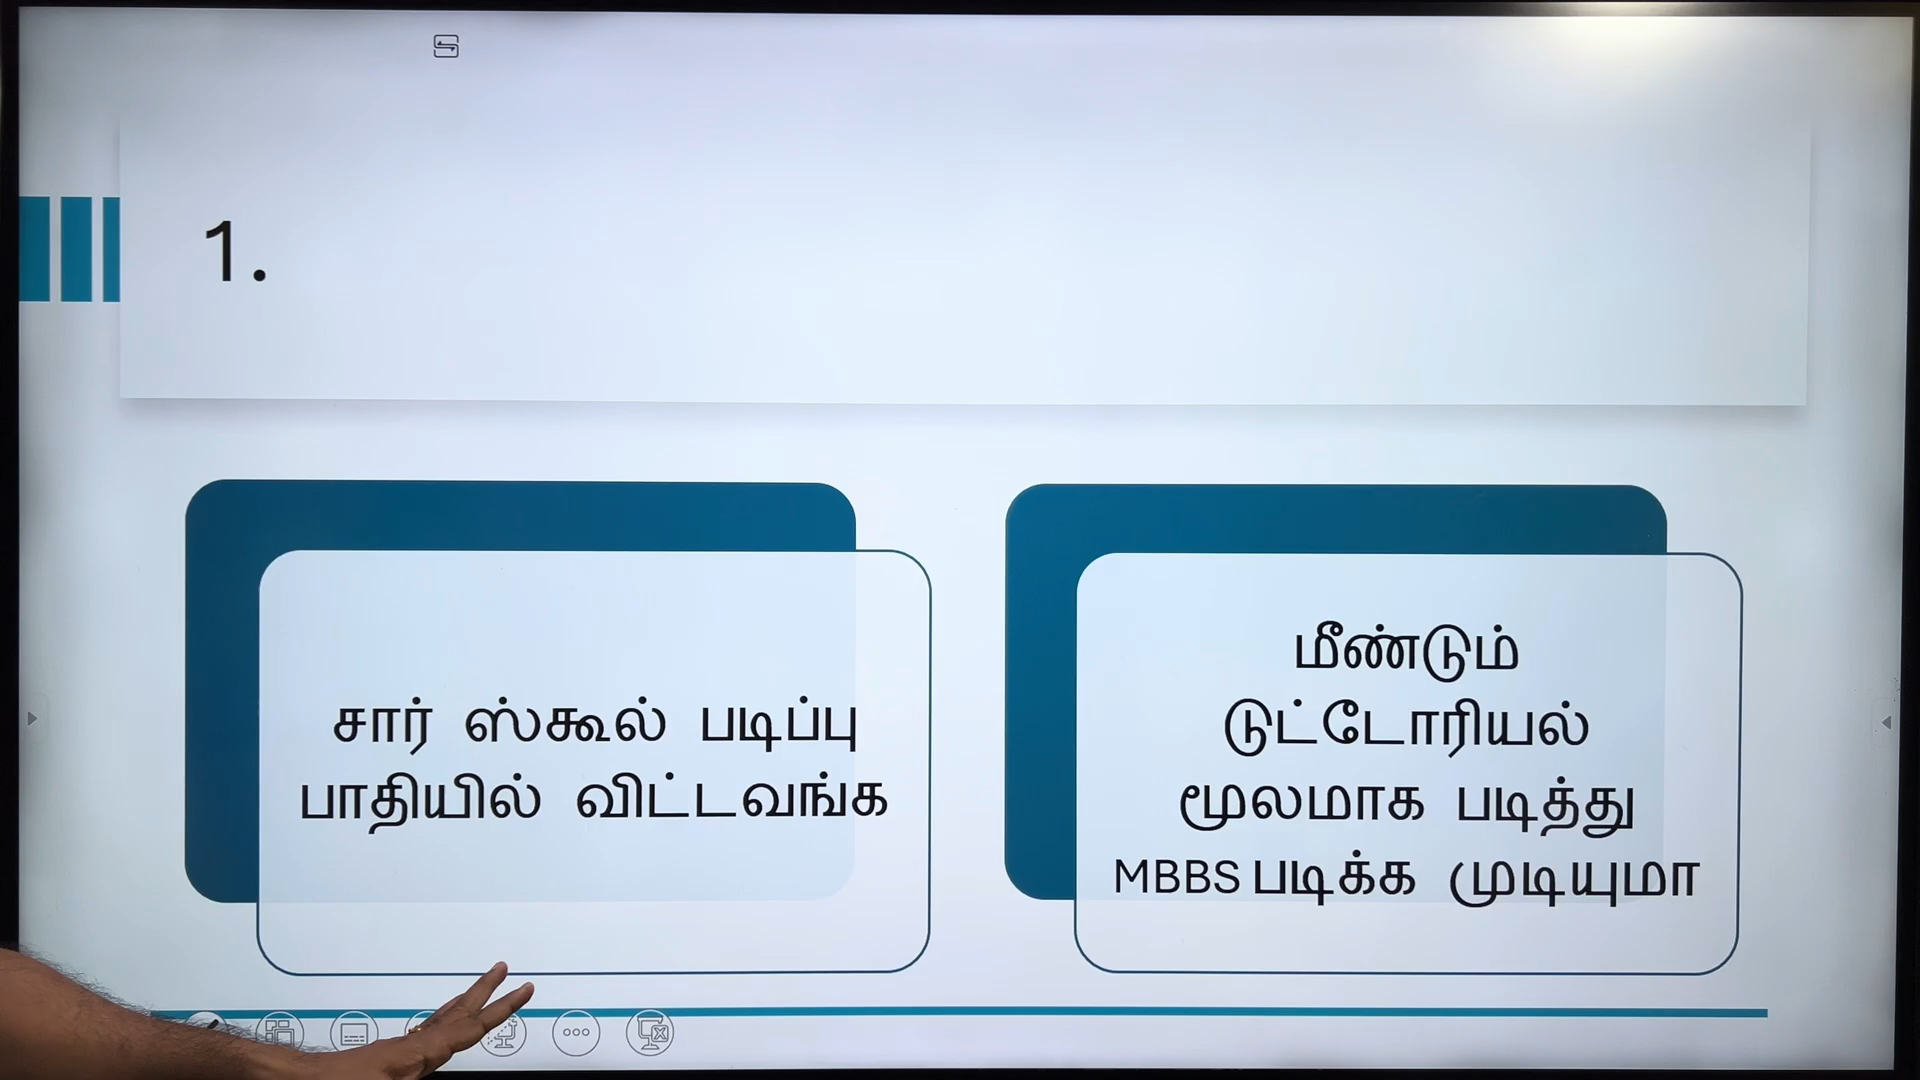 1.
சார் ஸ்கூல் படிப்பு
பாதியில் விட்டவங்க
மீண்டும்
டுட்டோரியல்
மூலமாக படித்து
MBBS படிக்க முடியுமா